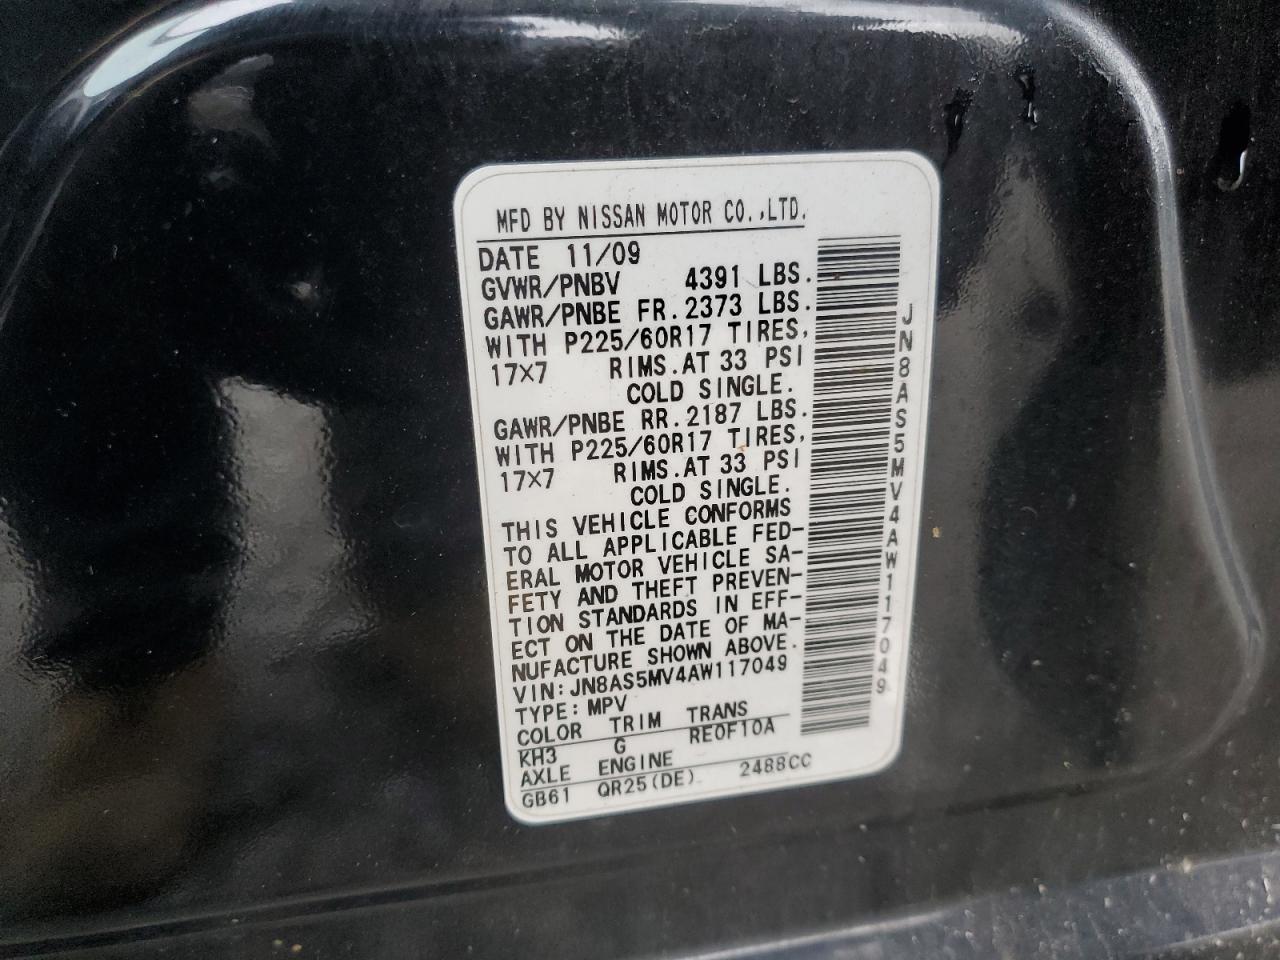 MFD BY NISSAN MOTOR CO.,LTD.
DATE 11/09
GVWR/PNBV 4391 LBS.
GAWR/PNBE FR.2373 LBS.
WITH P225/60R17 TIRES,
17×7 RIMS.AT 33 PSI
COLD SINGLE.
GAWR/PNBE RR.2187 LBS.
WITH P225/60R17 TIRES,
17×7 RIMS.AT 33 PSI
COLD SINGLE.
THIS VEHICLE CONFORMS
TO ALL APPLICABLE FED-
ERAL MOTOR VEHICLE SA-
FETY AND THEFT PREVEN-
TION STANDARDS IN EFF-
ECT ON THE DATE OF MA-
NUFACTURE SHOWN ABOVE.
VIN:JN8AS5MV4AW117049
TYPE:MPV
COLOR TRIM TRANS
KH3 G RE0F10A
AXLE ENGINE
GB61 QR25(DE) 2488CC
JN8AS5MV4AW117049